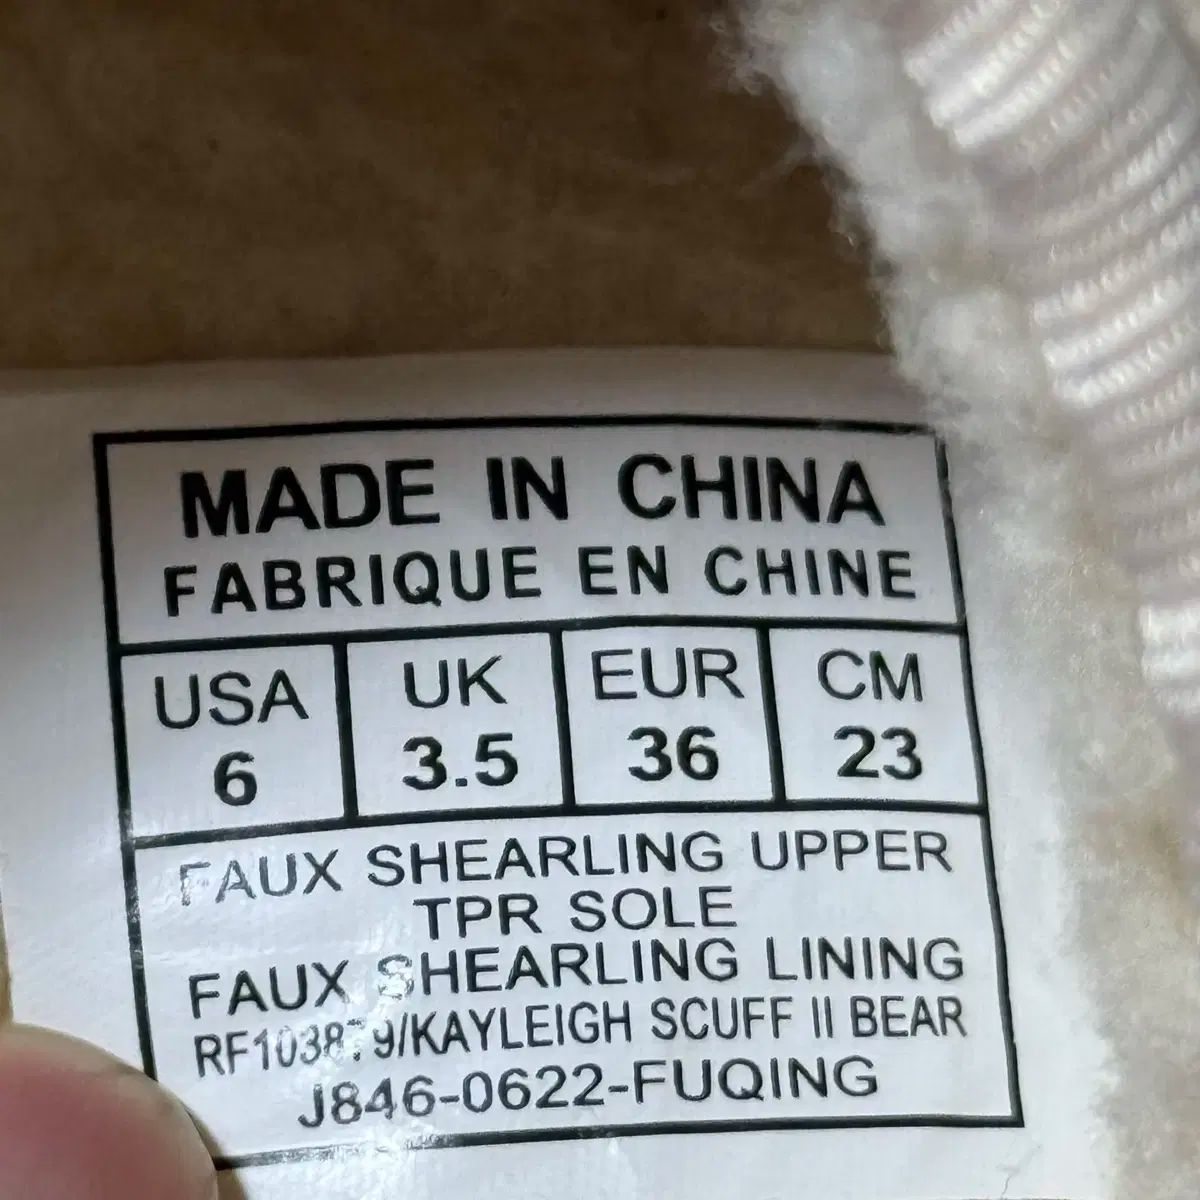 MADE IN CHINA
FABRIQUE EN CHINE
USA UK EUR CM
6 3.5 36 23
FAUX SHEARLING UPPER
TPR SOLE
FAUX SHEARLING LINING
RF103879/KAYLEIGH SCUFF II BEAR
J846-0622-FUQING